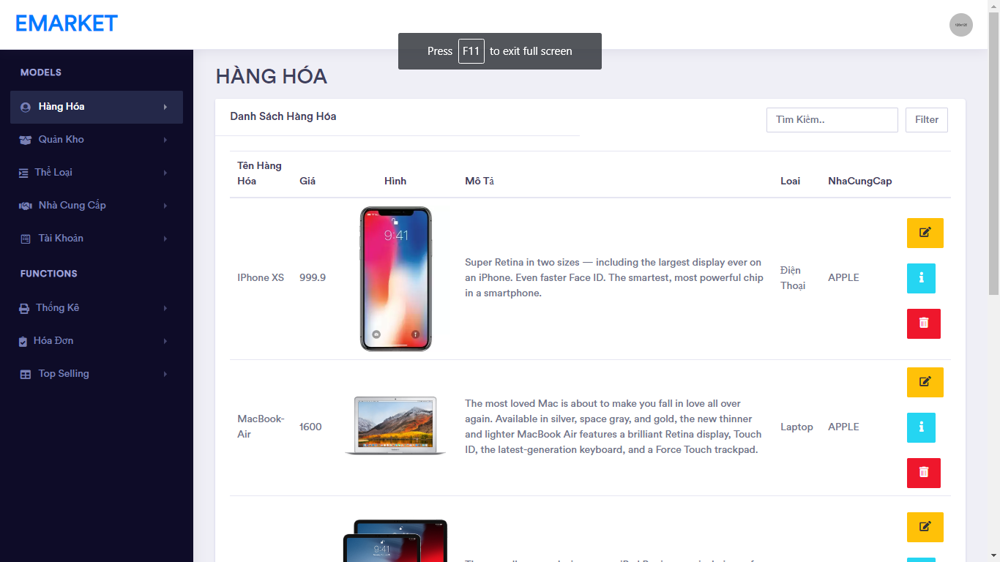 EMARKET
120x120
Press F11 to exit full screen
MODELS
Hàng Hóa
Quản Kho
Thể Loại
Nhà Cung Cấp
Tài Khoản
FUNCTIONS
Thống Kê
Hóa Đơn
Top Selling
HÀNG HÓA
Danh Sách Hàng Hóa
Tìm Kiếm..
Filter
Tên Hàng
Hóa
Giá
Hình
Mô Tả
Loai
NhaCungCap
IPhone XS
999.9
9:41
Super Retina in two sizes — including the largest display ever on
an iPhone. Even faster Face ID. The smartest, most powerful chip
in a smartphone.
Điện
Thoại
APPLE
MacBook-
Air
1600
The most loved Mac is about to make you fall in love all over
again. Available in silver, space gray, and gold, the new thinner
and lighter MacBook Air features a brilliant Retina display, Touch
ID, the latest-generation keyboard, and a Force Touch trackpad.
Laptop
APPLE
9:41
9:41